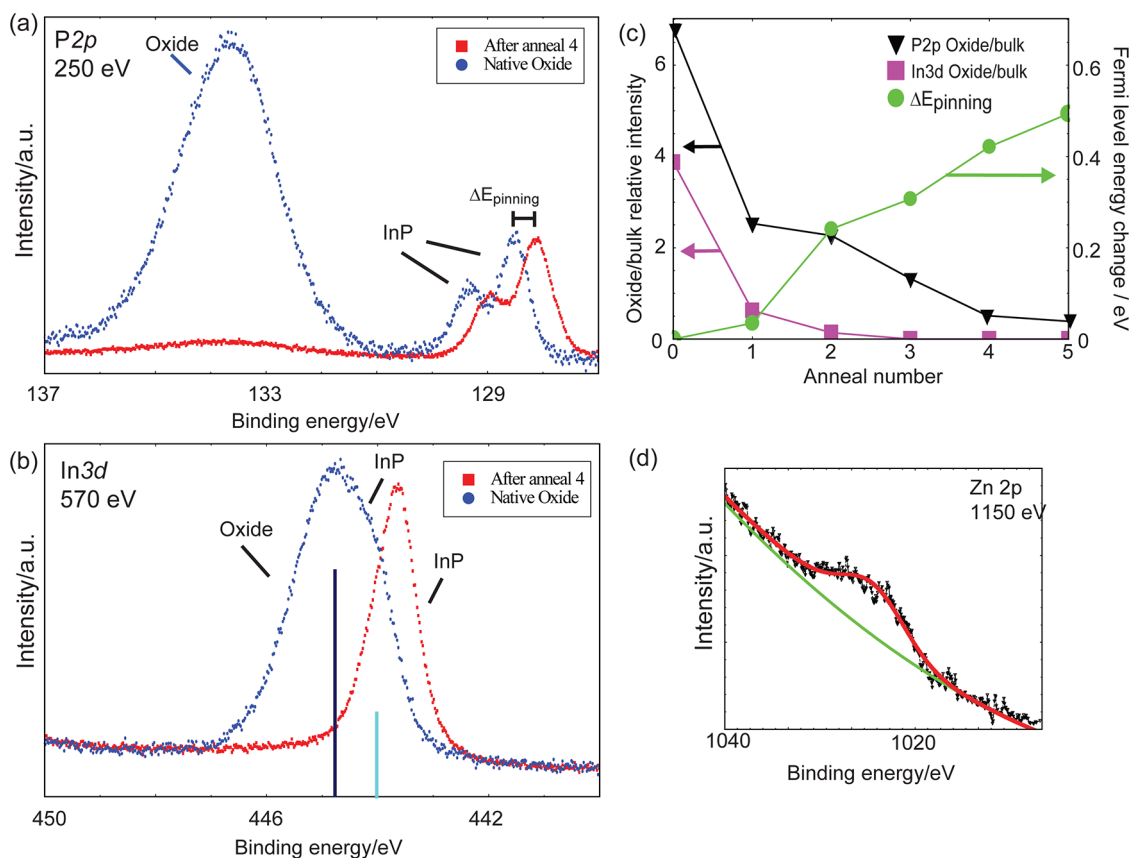 (a)
P2p
250 eV
Oxide
After anneal 4
Native Oxide
ΔEpinning
InP
Intensity/a.u.
137
133
129
Binding energy/eV
(b)
In3d
570 eV
InP
After anneal 4
Native Oxide
Oxide
InP
Intensity/a.u.
450
446
442
Binding energy/eV
(c)
P2p Oxide/bulk
In3d Oxide/bulk
ΔEpinning
Oxide/bulk relative intensity
6
4
2
0
0.6
0.4
0.2
0
Fermi level energy change / eV
0
1
2
3
4
5
Anneal number
(d)
Zn 2p
1150 eV
Intensity/a.u.
1040
1020
Binding energy/eV